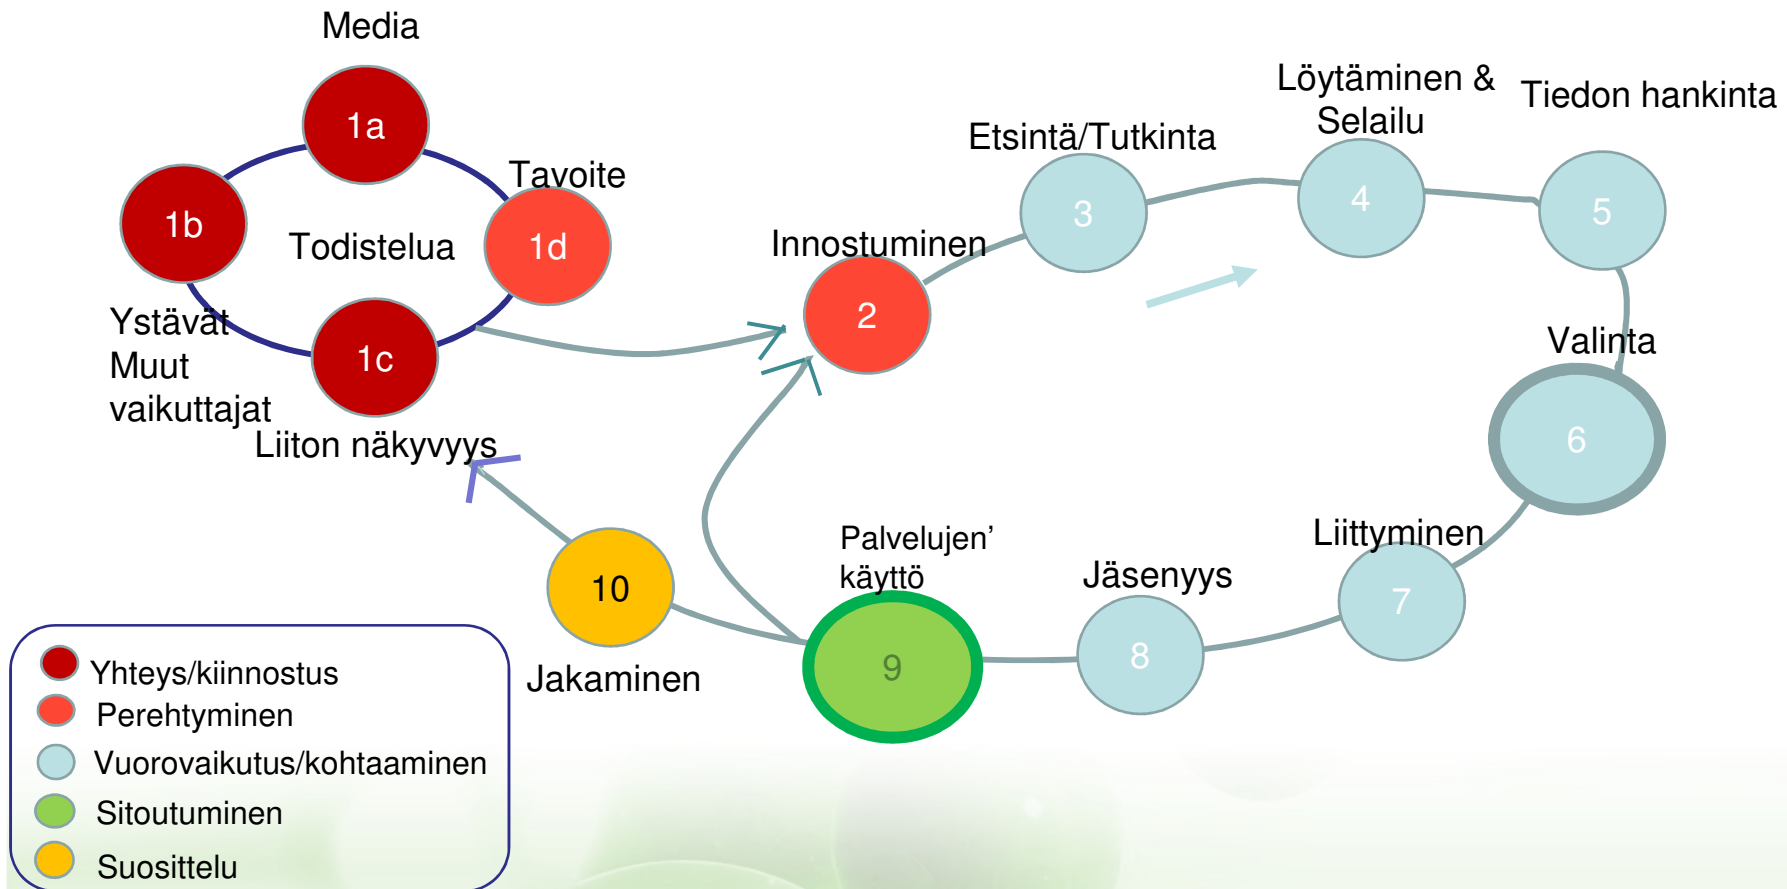 Media
1a
1b
Todistelua
Tavoite
1d
Ystävät
Muut
vaikuttajat
1c
Liiton näkyvyys
Innostuminen
2
Etsintä/Tutkinta
3
Löytäminen &
Selailu
4
Tiedon hankinta
5
Valinta
6
Liittyminen
7
Jäsenyys
8
Palvelujen’
käyttö
9
10
Jakaminen
Yhteys/kiinnostus
Perehtyminen
Vuorovaikutus/kohtaaminen
Sitoutuminen
Suosittelu